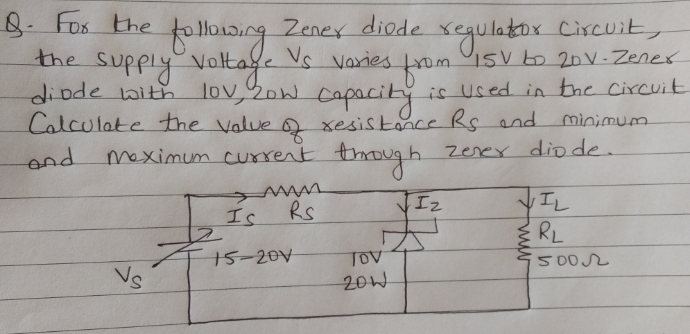 Q. For the following Zener diode regulator circuit,
the supply voltage Vs varies from 15V to 20V. Zener
diode with 10V, 20W capacity is used in the circuit
Calculate the value of resistance Rs and minimum
and maximum current through zener diode.
Is Rs Iz IL
Vs 15-20V 10V 20W RL 500Ω